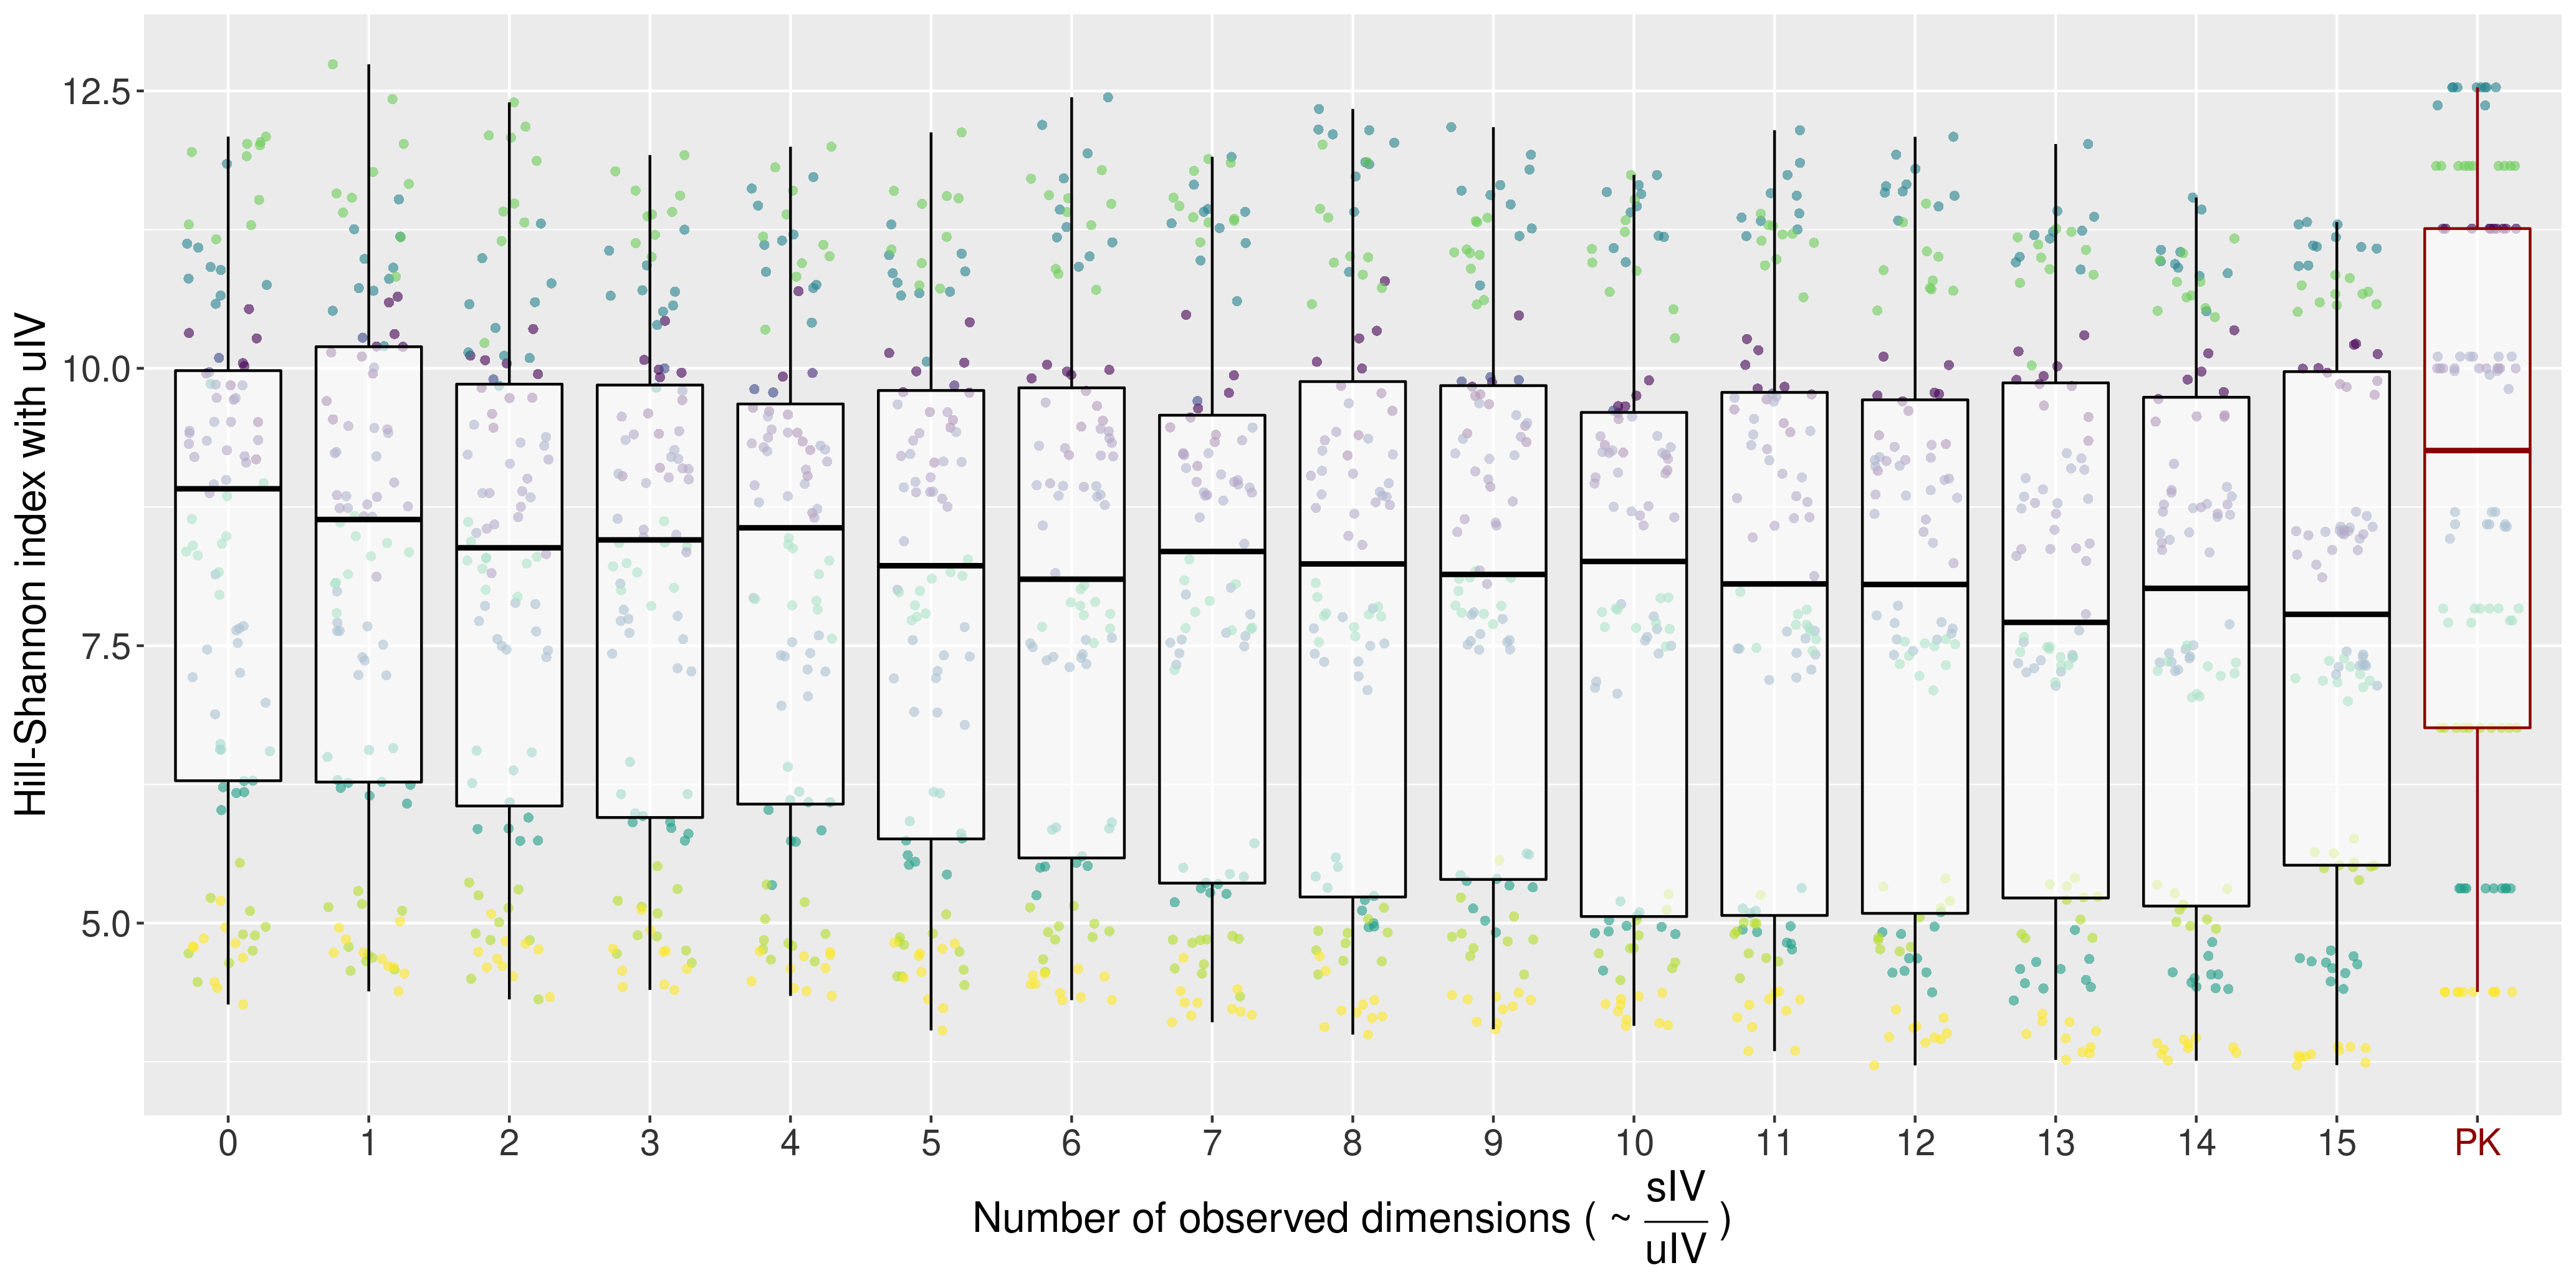 Hill-Shannon index with uIV
12.5
10.0
7.5
5.0
0 1 2 3 4 5 6 7 8 9 10 11 12 13 14 15 PK
Number of observed dimensions ( ~ sIV / uIV )